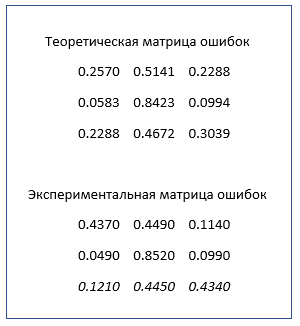 Теоретическая матрица ошибок
0.2570 0.5141 0.2288
0.0583 0.8423 0.0994
0.2288 0.4672 0.3039
Экспериментальная матрица ошибок
0.4370 0.4490 0.1140
0.0490 0.8520 0.0990
0.1210 0.4450 0.4340